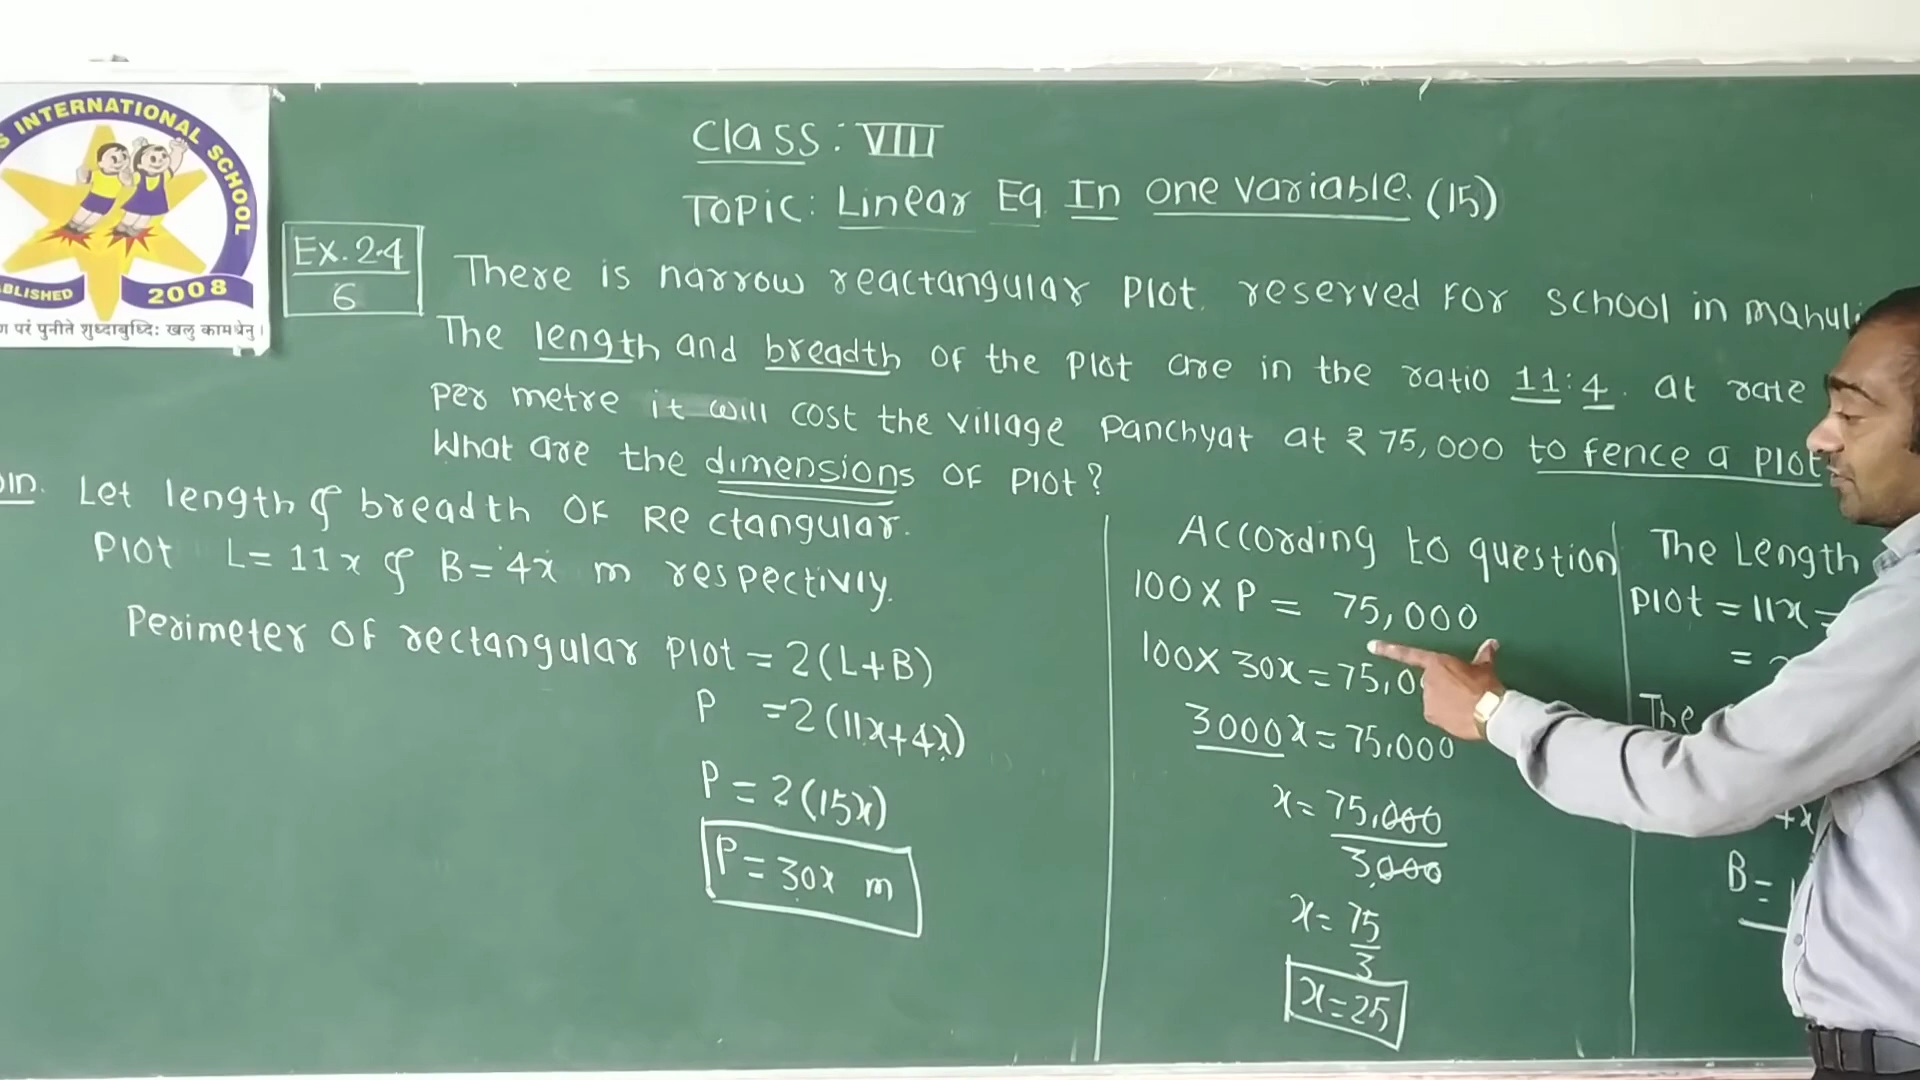 INTERNATIONAL SCHOOL
2008
पुनीते शुध्दाबुध्दिः खलु कामधेनु।
Class: VIII
TOPIC: Linear Eq. In one variable. (15)
Ex. 2.4
6
There is narrow reactangular Plot. reserved For school in mahuli
The length and breadth of the Plot are in the ratio 11:4. at rate
per metre it will cost the village Panchyat at ₹ 75,000 to fence a plot
What are the dimensions of Plot?
Let length & breadth of Rectangular.
Plot L=11x & B=4x m respectivly.
Perimeter of rectangular plot = 2(L+B)
P =2(11x+4x)
P=2(15x)
P=30x m
According to question
100 X P = 75,000
100X 30x=75,0
3000x=75,000
x=75,000
3,000
x=75
3
x=25
The Length
plot = 11x =
=
The
B=